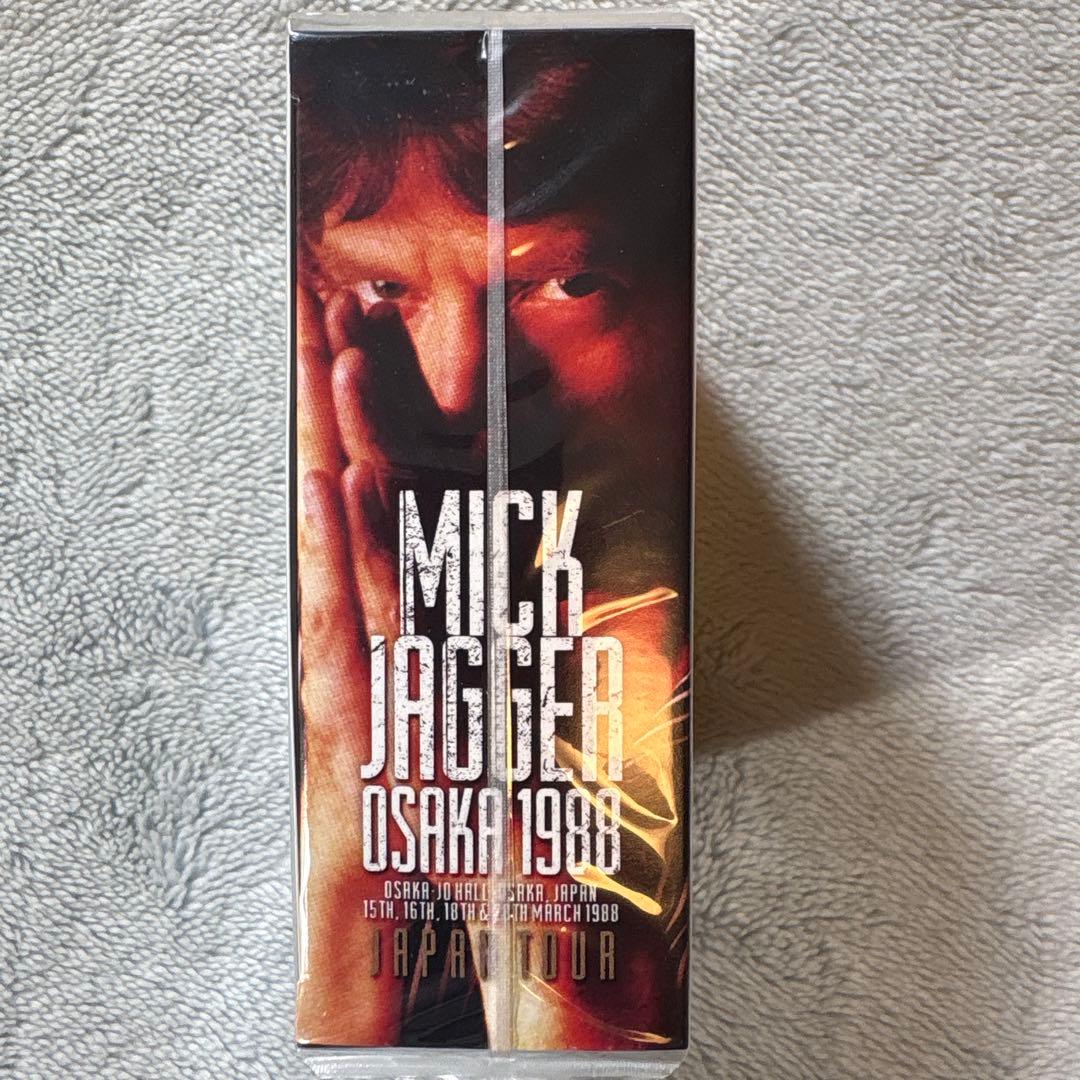 MICK
JAGGER
OSAKA 1988
OSAKA-JO HALL, OSAKA, JAPAN
15TH, 16TH, 18TH & 20TH MARCH 1988
JAPAN TOUR